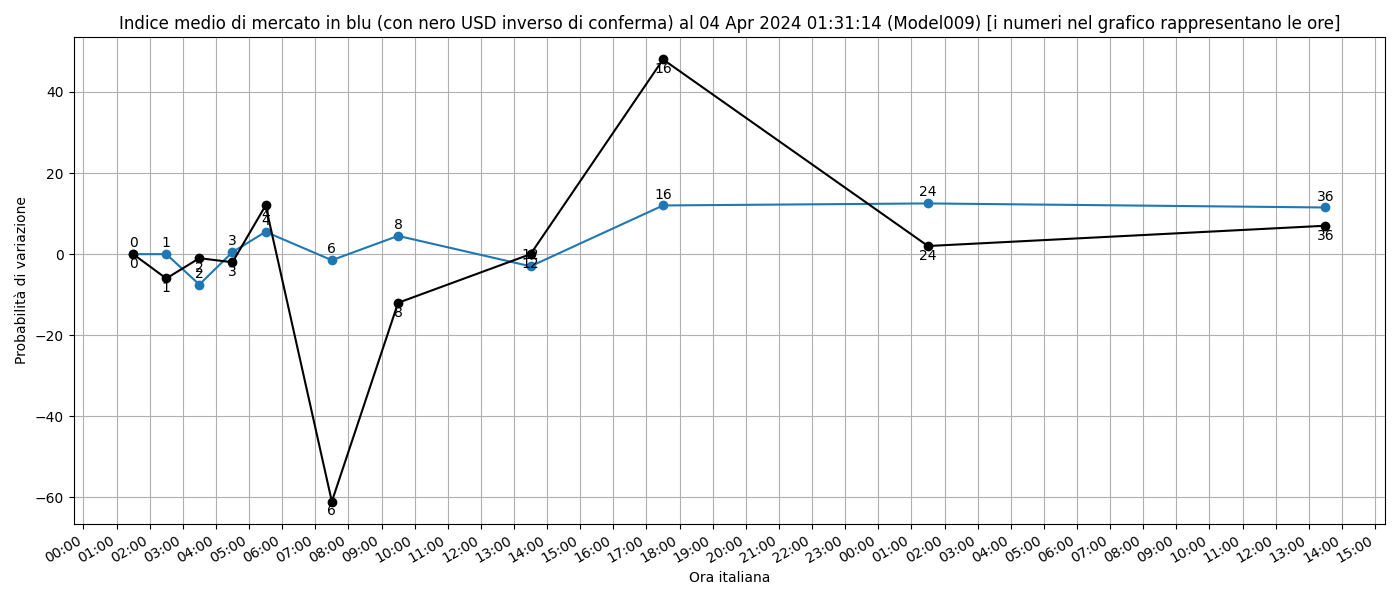 Indice medio di mercato in blu (con nero USD inverso di conferma) al 04 Apr 2024 01:31:14 (Model009) [i numeri nel grafico rappresentano le ore]
Probabilità di variazione
40
20
0
−20
−40
−60
0 1 2 3 4 6 8 12 16 24 36
0 1 2 3 4 6 8 12 16 24 36
00:00 01:00 02:00 03:00 04:00 05:00 06:00 07:00 08:00 09:00 10:00 11:00 12:00 13:00 14:00 15:00 16:00 17:00 18:00 19:00 20:00 21:00 22:00 23:00 00:00 01:00 02:00 03:00 04:00 05:00 06:00 07:00 08:00 09:00 10:00 11:00 12:00 13:00 14:00 15:00
Ora italiana